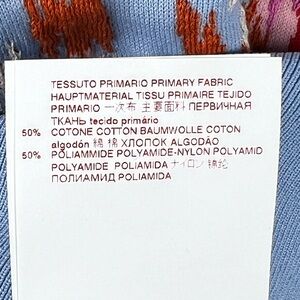 TESSUTO PRIMARIO PRIMARY FABRIC
HAUPTMATERIAL TISSU PRIMAIRE TEJIDO
PRIMARIO 一次布 主要面料 ПЕРВИЧНАЯ
ТКАНЬ tecido primário
50% COTONE COTTON BAUMWOLLE COTON
algodón 綿 棉 ХЛОПОК ALGODÃO
50% POLIAMMIDE POLYAMIDE-NYLON POLYAMID
POLYAMIDE POLIAMIDA ナイロン 锦纶
ПОЛИАМИД POLIAMIDA